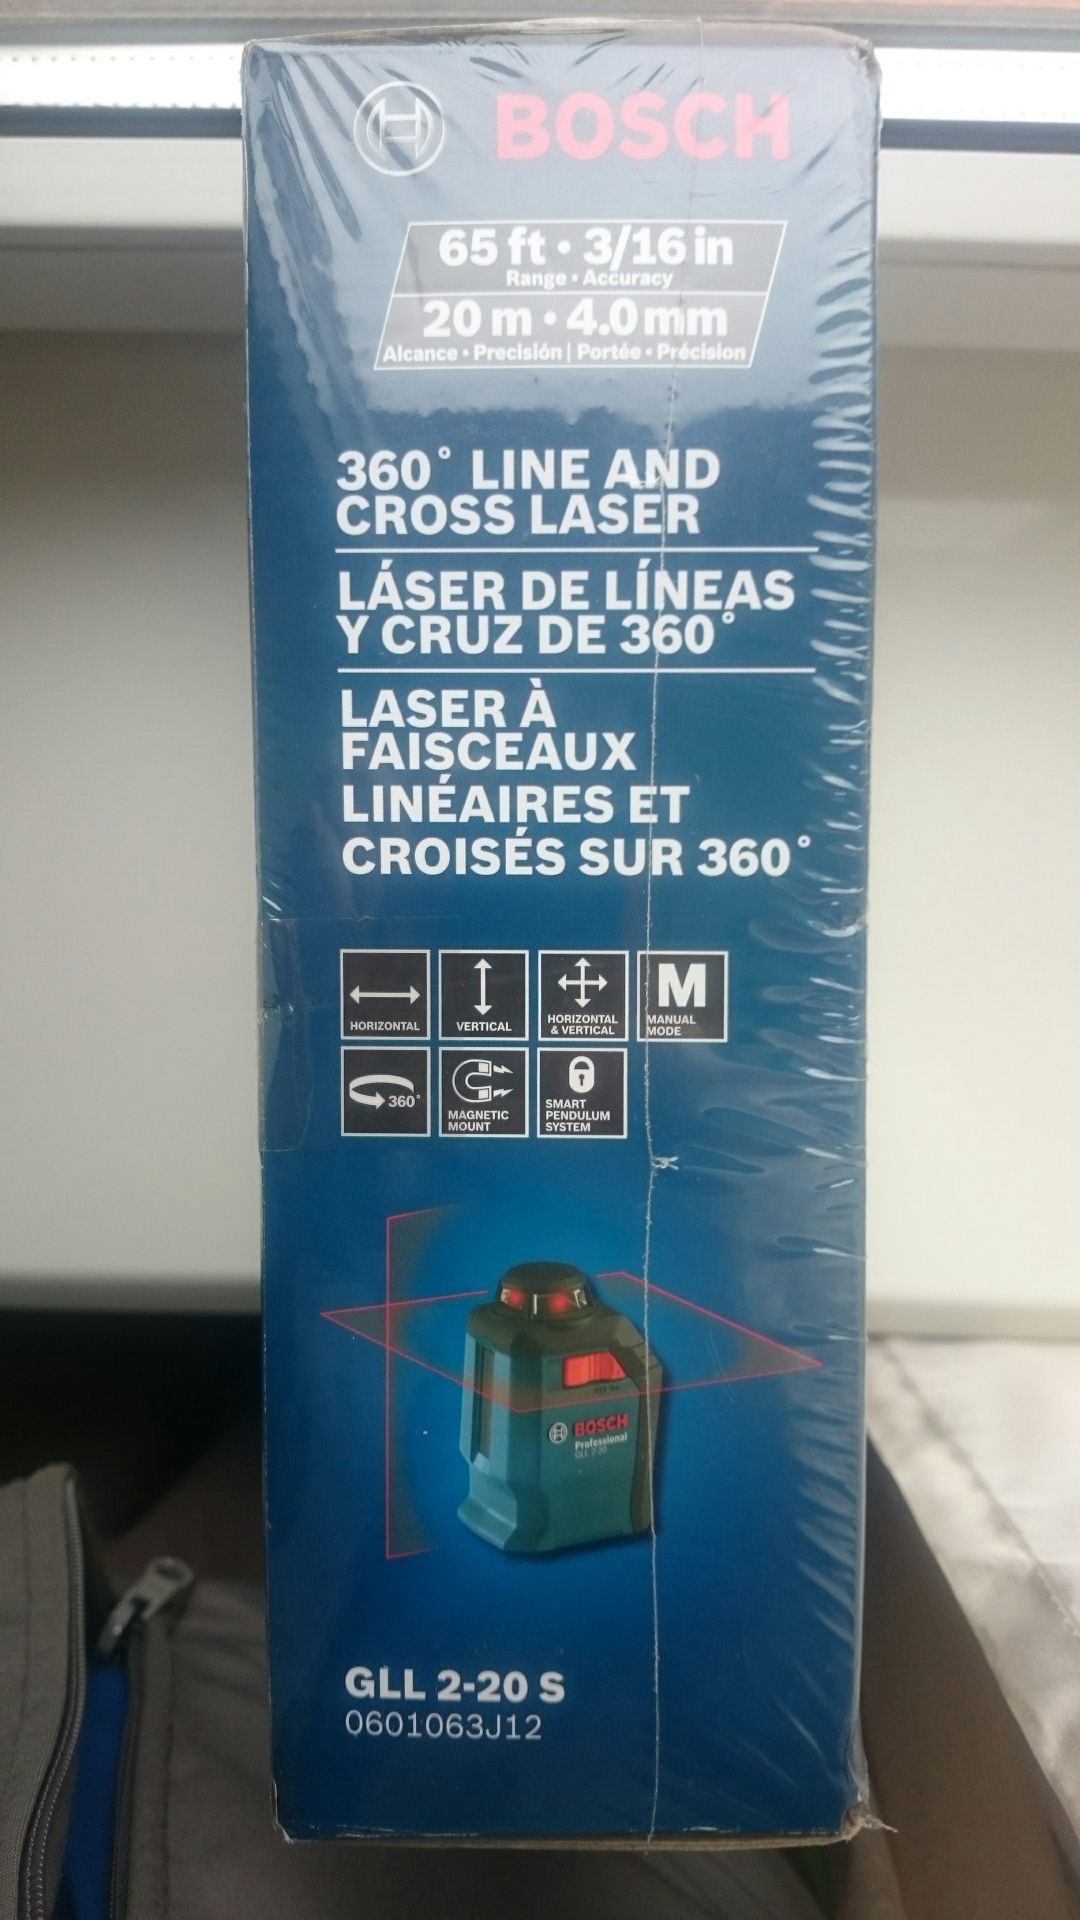 BOSCH
65 ft • 3/16 in
Range • Accuracy
20 m • 4.0 mm
Alcance • Precisión | Portée • Précision
360° LINE AND
CROSS LASER
LÁSER DE LÍNEAS
Y CRUZ DE 360°
LASER À
FAISCEAUX
LINÉAIRES ET
CROISÉS SUR 360°
HORIZONTAL
VERTICAL
HORIZONTAL
& VERTICAL
M
MANUAL
MODE
360°
MAGNETIC
MOUNT
SMART
PENDULUM
SYSTEM
BOSCH
Professional
GLL 2-20
GLL 2-20 S
0601063J12